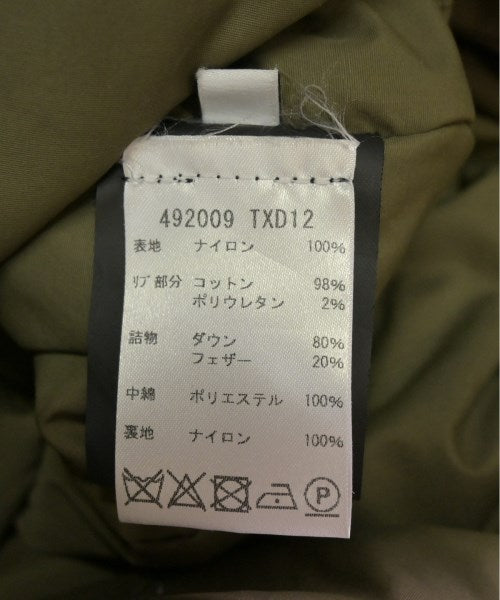 492009 TXD12
表地 ナイロン 100%
リブ部分 コットン 98%
ポリウレタン 2%
詰物 ダウン 80%
フェザー 20%
中綿 ポリエステル 100%
裏地 ナイロン 100%
P